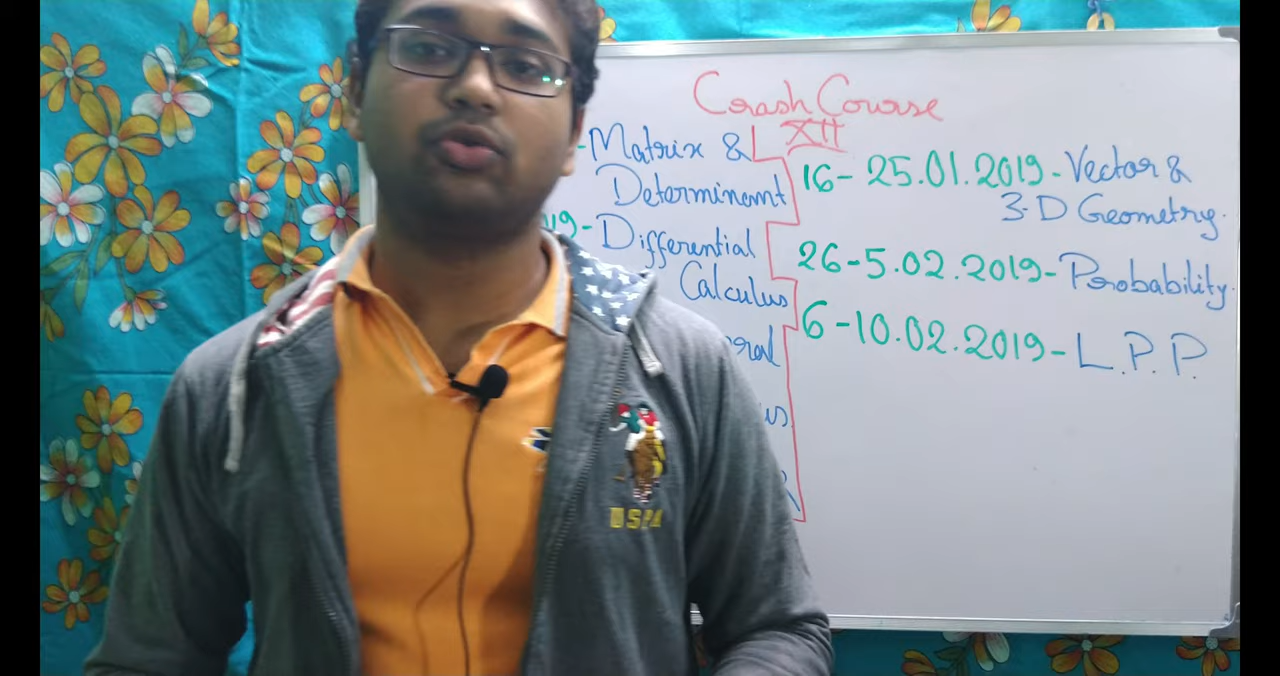 Crash Course
XII
Matrix &
Determinant
19- Differential
Calculus
16- 25.01.2019- Vector &
3-D Geometry.
26-5.02.2019- Probability.
6-10.02.2019- L.P.P.
USPA